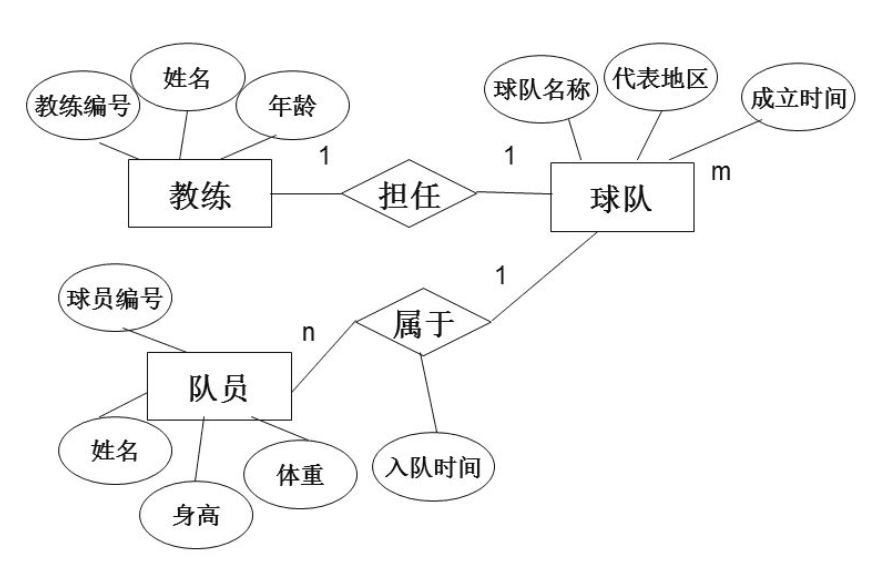 姓名
教练编号
年龄
球队名称
代表地区
成立时间
1
1
m
教练
担任
球队
1
球员编号
n
属于
队员
姓名
体重
入队时间
身高